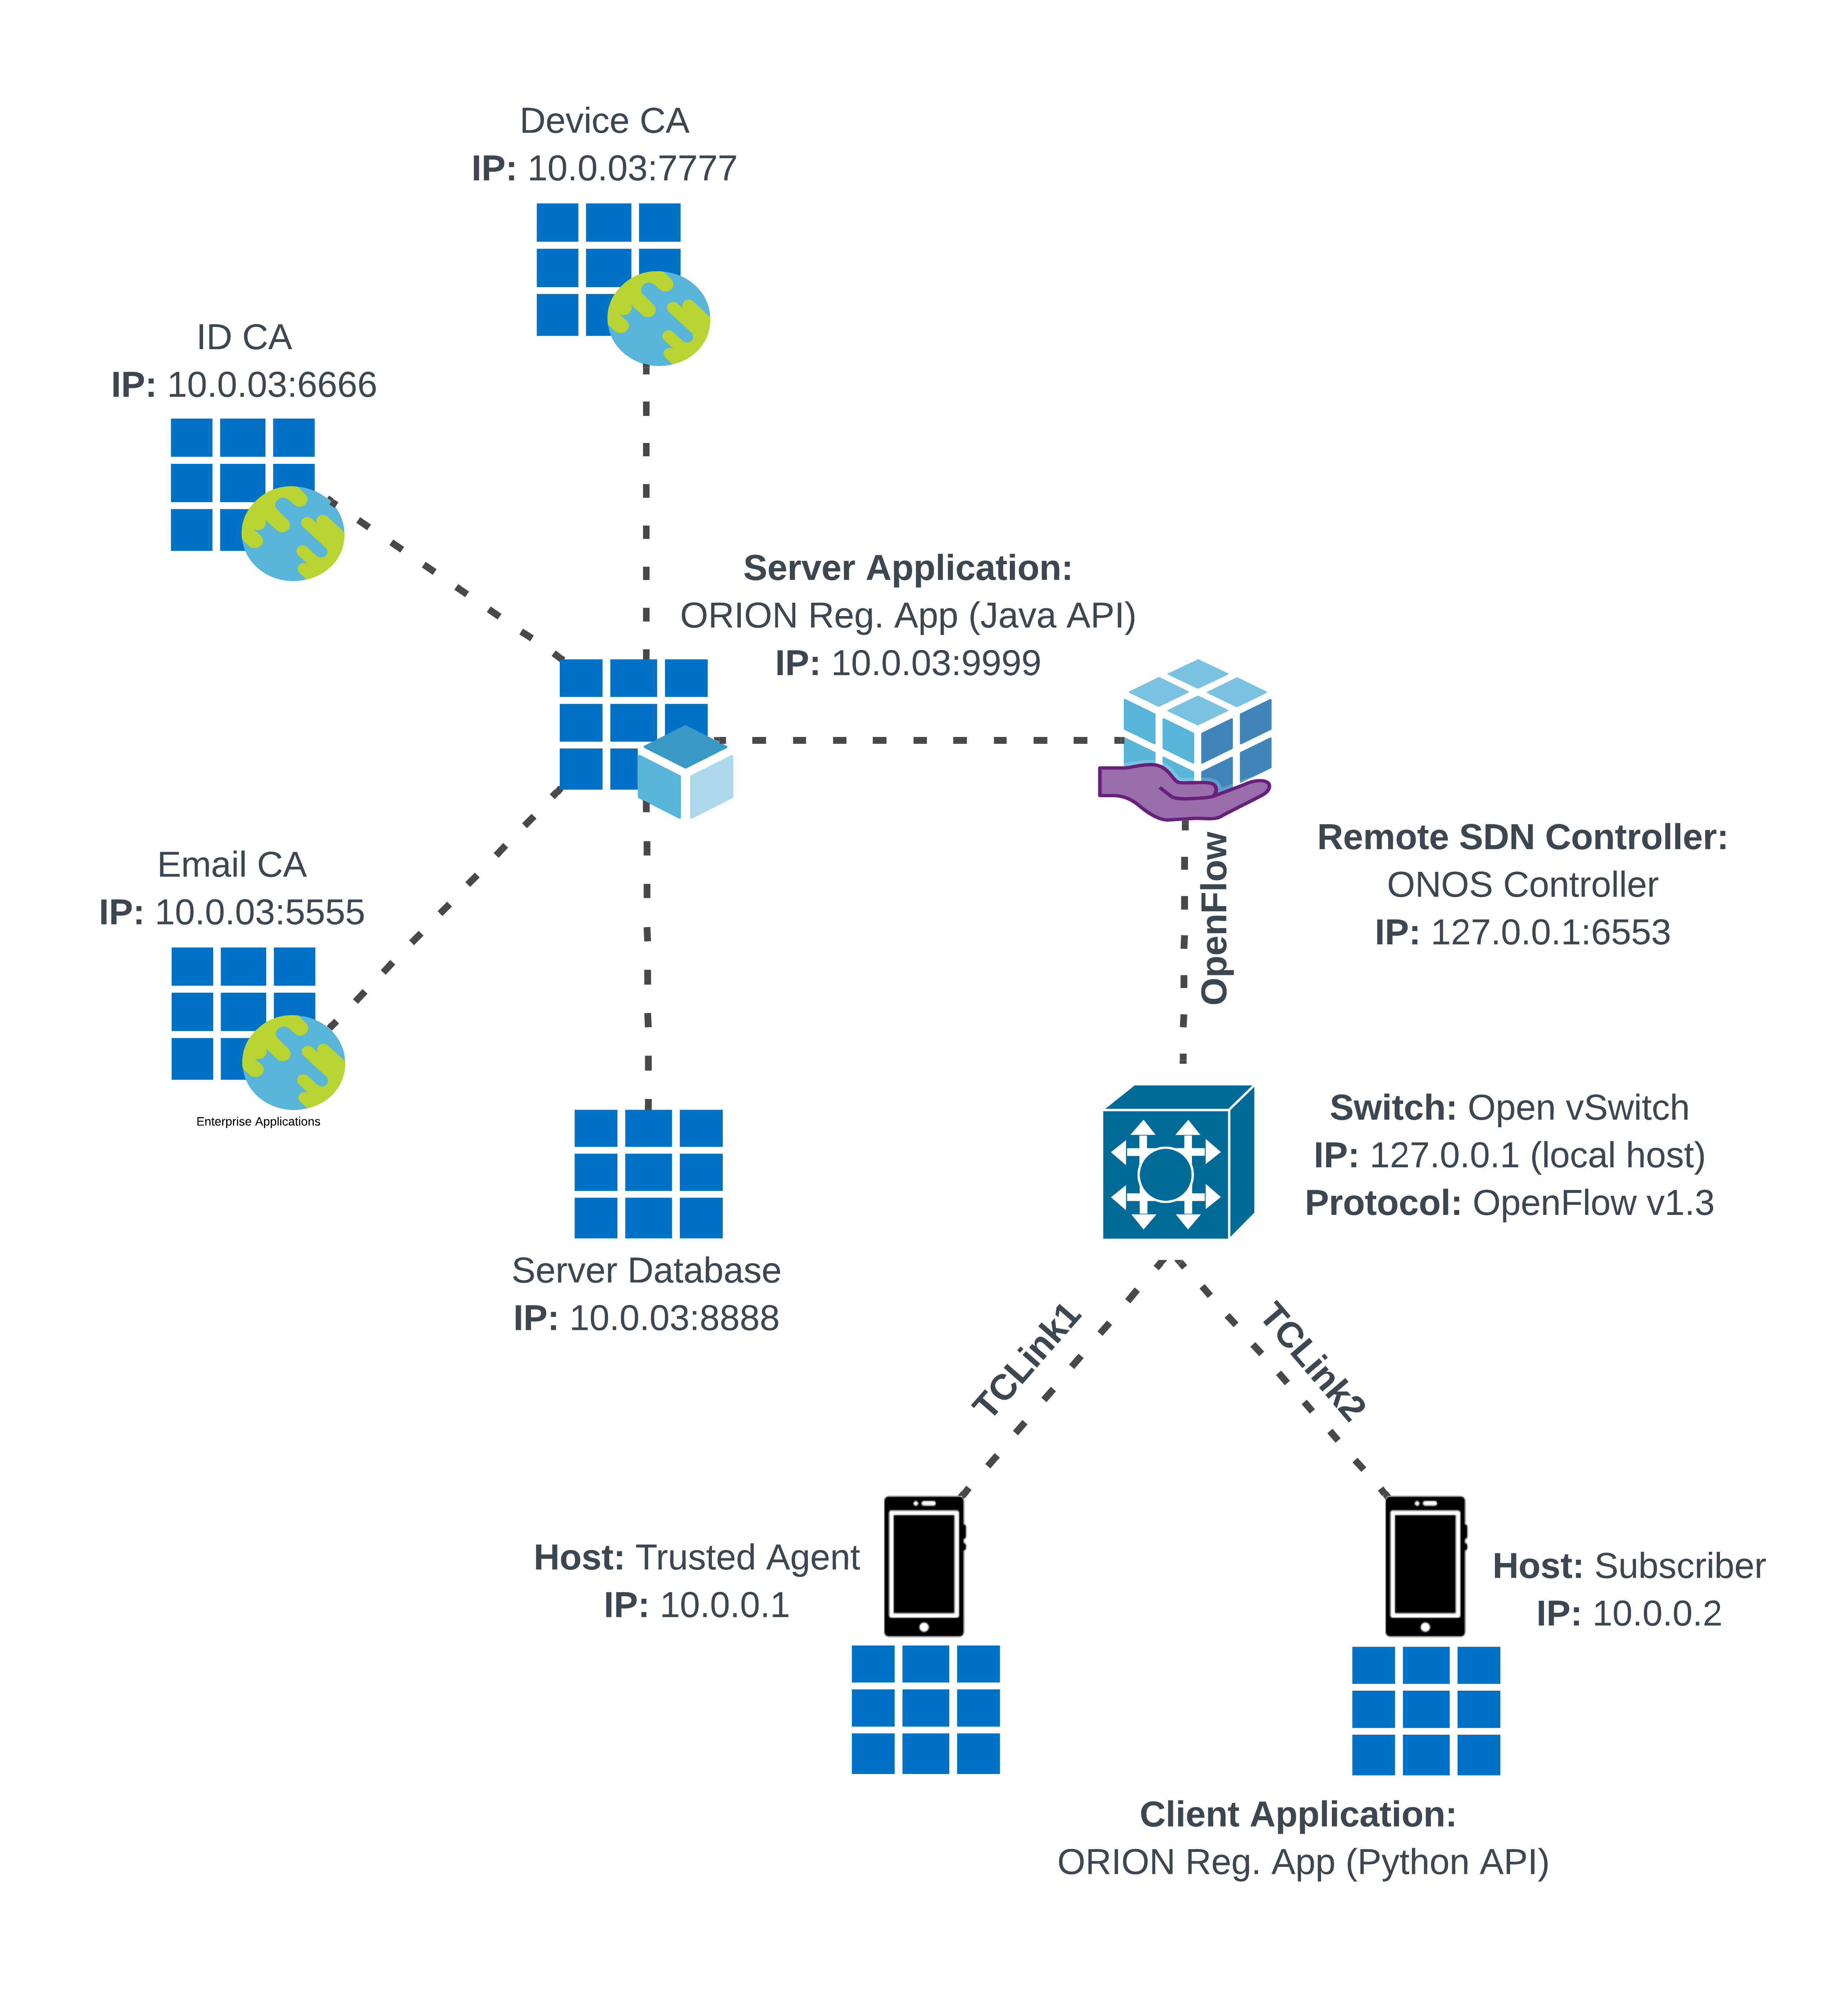 Device CA
IP: 10.0.03:7777
ID CA
IP: 10.0.03:6666
Server Application:
ORION Reg. App (Java API)
IP: 10.0.03:9999
Email CA
IP: 10.0.03:5555
Enterprise Applications
OpenFlow
Remote SDN Controller:
ONOS Controller
IP: 127.0.0.1:6553
Switch: Open vSwitch
IP: 127.0.0.1 (local host)
Protocol: OpenFlow v1.3
Server Database
IP: 10.0.03:8888
TCLink1
TCLink2
Host: Trusted Agent
IP: 10.0.0.1
Host: Subscriber
IP: 10.0.0.2
Client Application:
ORION Reg. App (Python API)